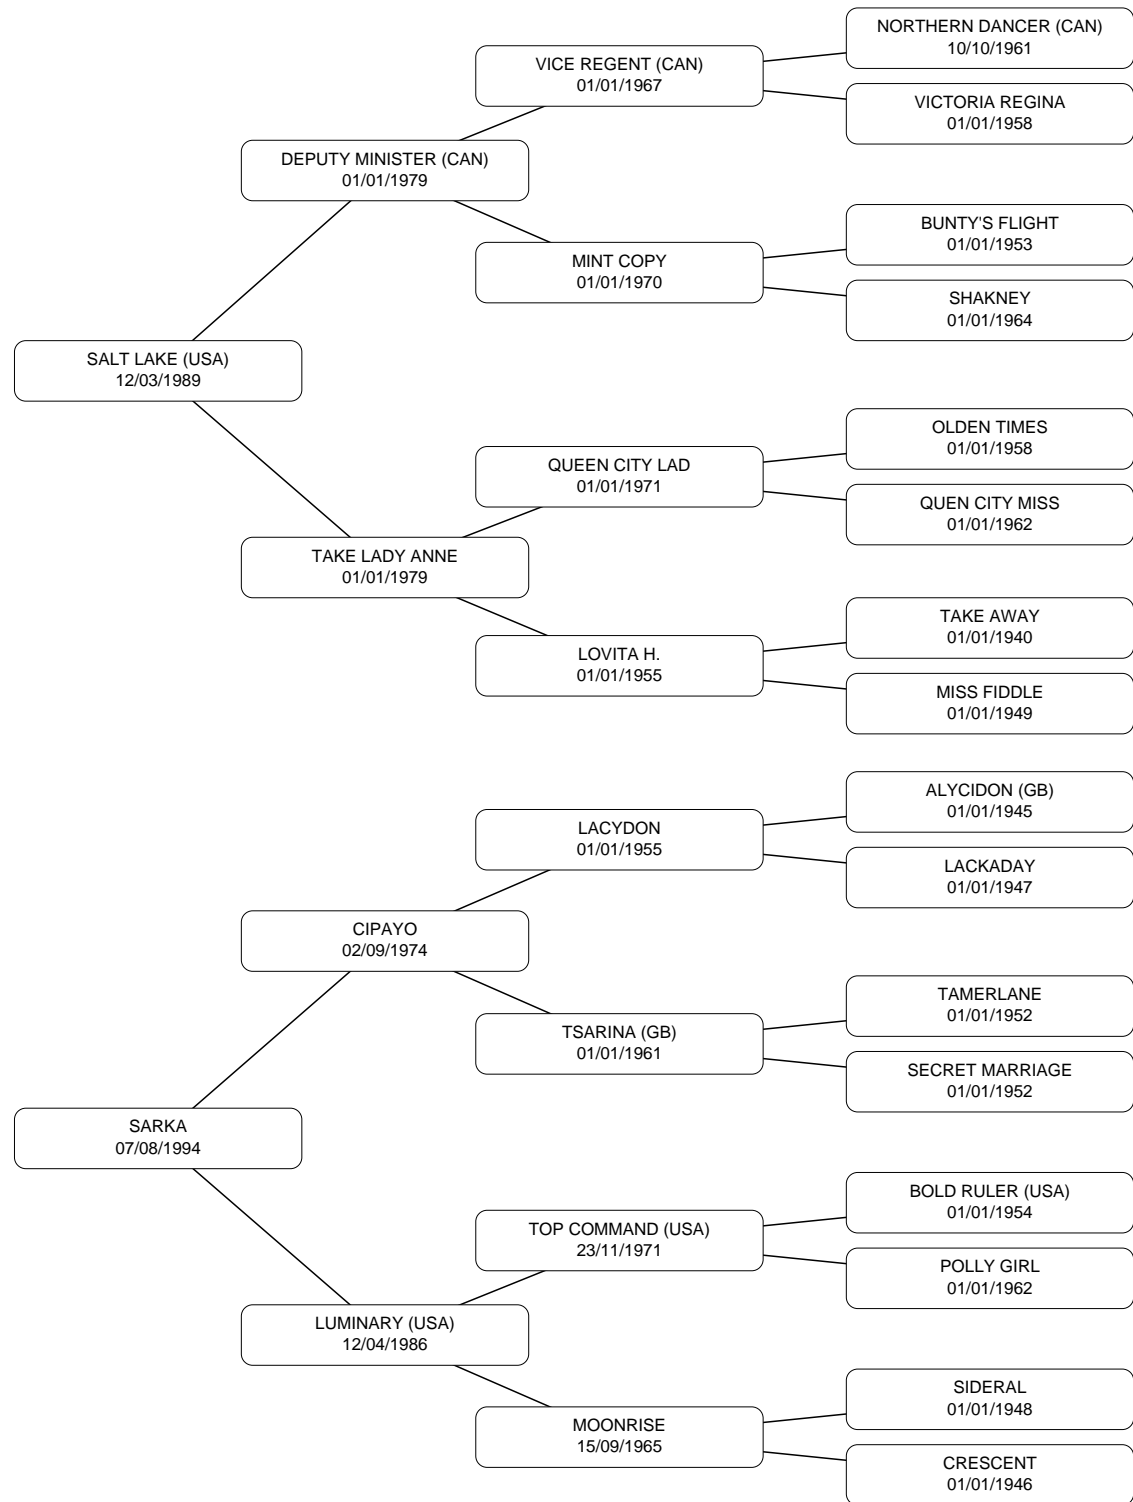 NORTHERN DANCER (CAN)
10/10/1961
VICE REGENT (CAN)
01/01/1967
VICTORIA REGINA
01/01/1958
DEPUTY MINISTER (CAN)
01/01/1979
BUNTY'S FLIGHT
01/01/1953
MINT COPY
01/01/1970
SHAKNEY
01/01/1964
SALT LAKE (USA)
12/03/1989
OLDEN TIMES
01/01/1958
QUEEN CITY LAD
01/01/1971
QUEN CITY MISS
01/01/1962
TAKE LADY ANNE
01/01/1979
TAKE AWAY
01/01/1940
LOVITA H.
01/01/1955
MISS FIDDLE
01/01/1949
ALYCIDON (GB)
01/01/1945
LACYDON
01/01/1955
LACKADAY
01/01/1947
CIPAYO
02/09/1974
TAMERLANE
01/01/1952
TSARINA (GB)
01/01/1961
SECRET MARRIAGE
01/01/1952
SARKA
07/08/1994
BOLD RULER (USA)
01/01/1954
TOP COMMAND (USA)
23/11/1971
POLLY GIRL
01/01/1962
LUMINARY (USA)
12/04/1986
SIDERAL
01/01/1948
MOONRISE
15/09/1965
CRESCENT
01/01/1946